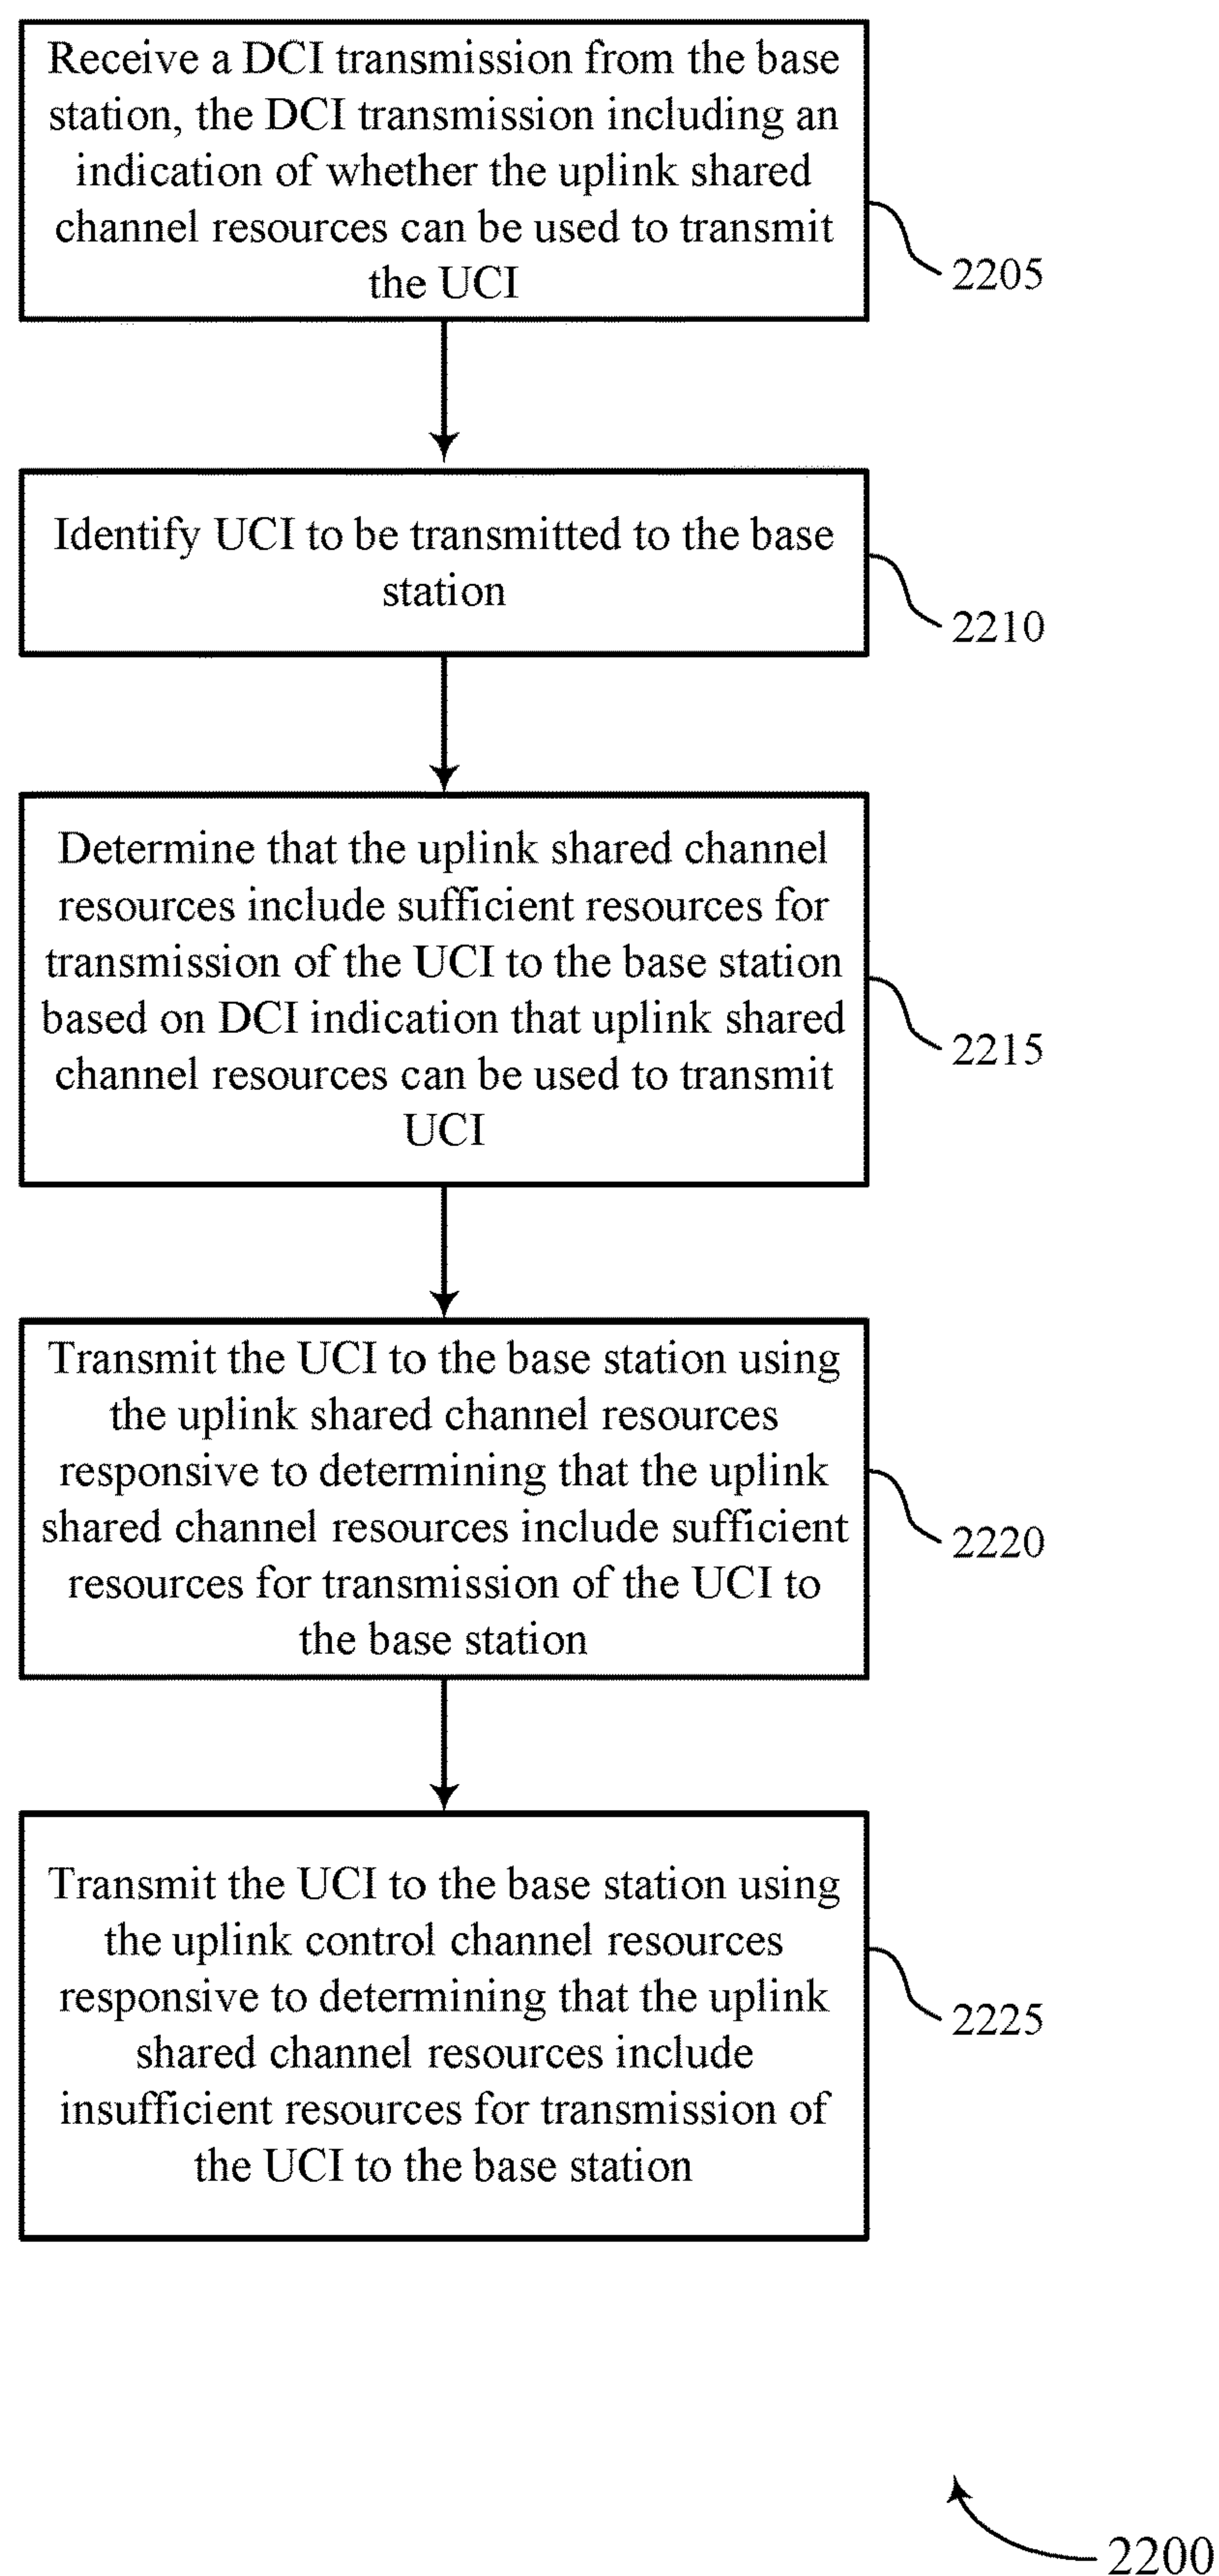 Receive a DCI transmission from the base
station, the DCI transmission including an
indication of whether the uplink shared
channel resources can be used to transmit
the UCI
2205
Identify UCI to be transmitted to the base
station
2210
Determine that the uplink shared channel
resources include sufficient resources for
transmission of the UCI to the base station
based on DCI indication that uplink shared
channel resources can be used to transmit
UCI
2215
Transmit the UCI to the base station using
the uplink shared channel resources
responsive to determining that the uplink
shared channel resources include sufficient
resources for transmission of the UCI to
the base station
2220
Transmit the UCI to the base station using
the uplink control channel resources
responsive to determining that the uplink
shared channel resources include
insufficient resources for transmission of
the UCI to the base station
2225
2200